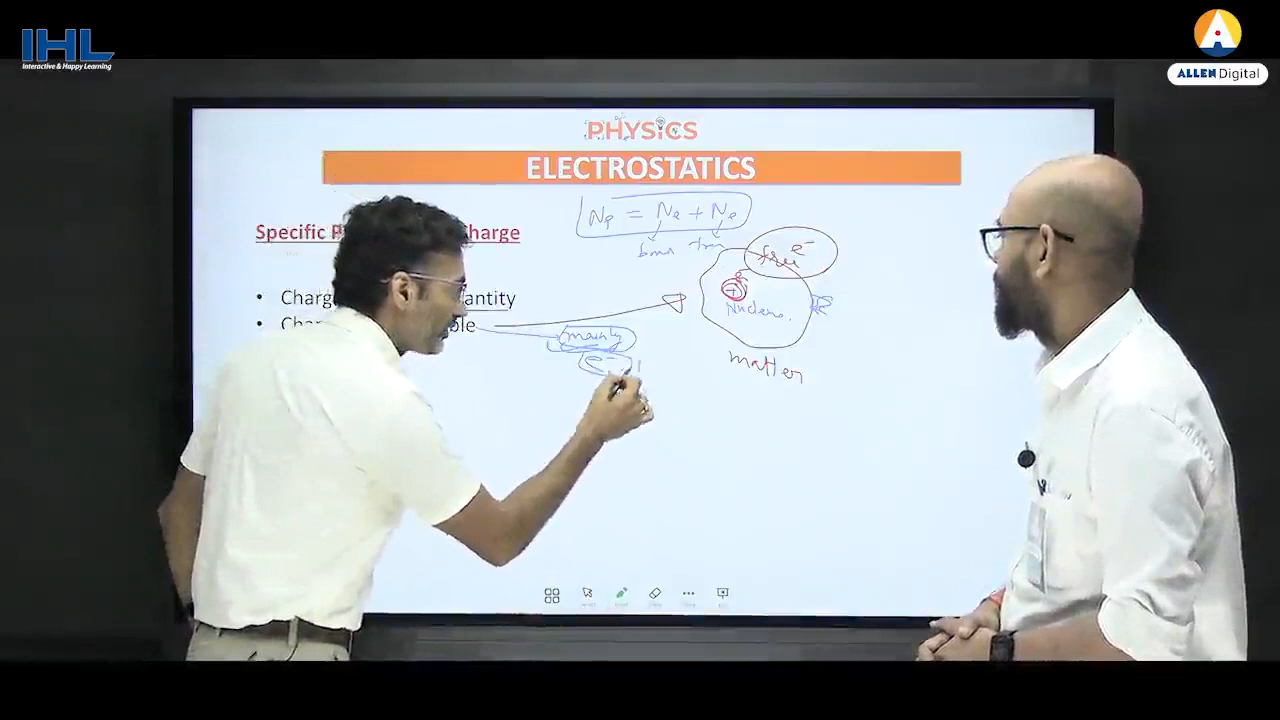 IHL
Interactive & Happy Learning
ALLEN Digital
PHYSICS
ELECTROSTATICS
Np = Ne + Ne
free e-
Specific P harge
• Charg antity
• Cha ble
mainly
e-
+
Nucleus.
matter